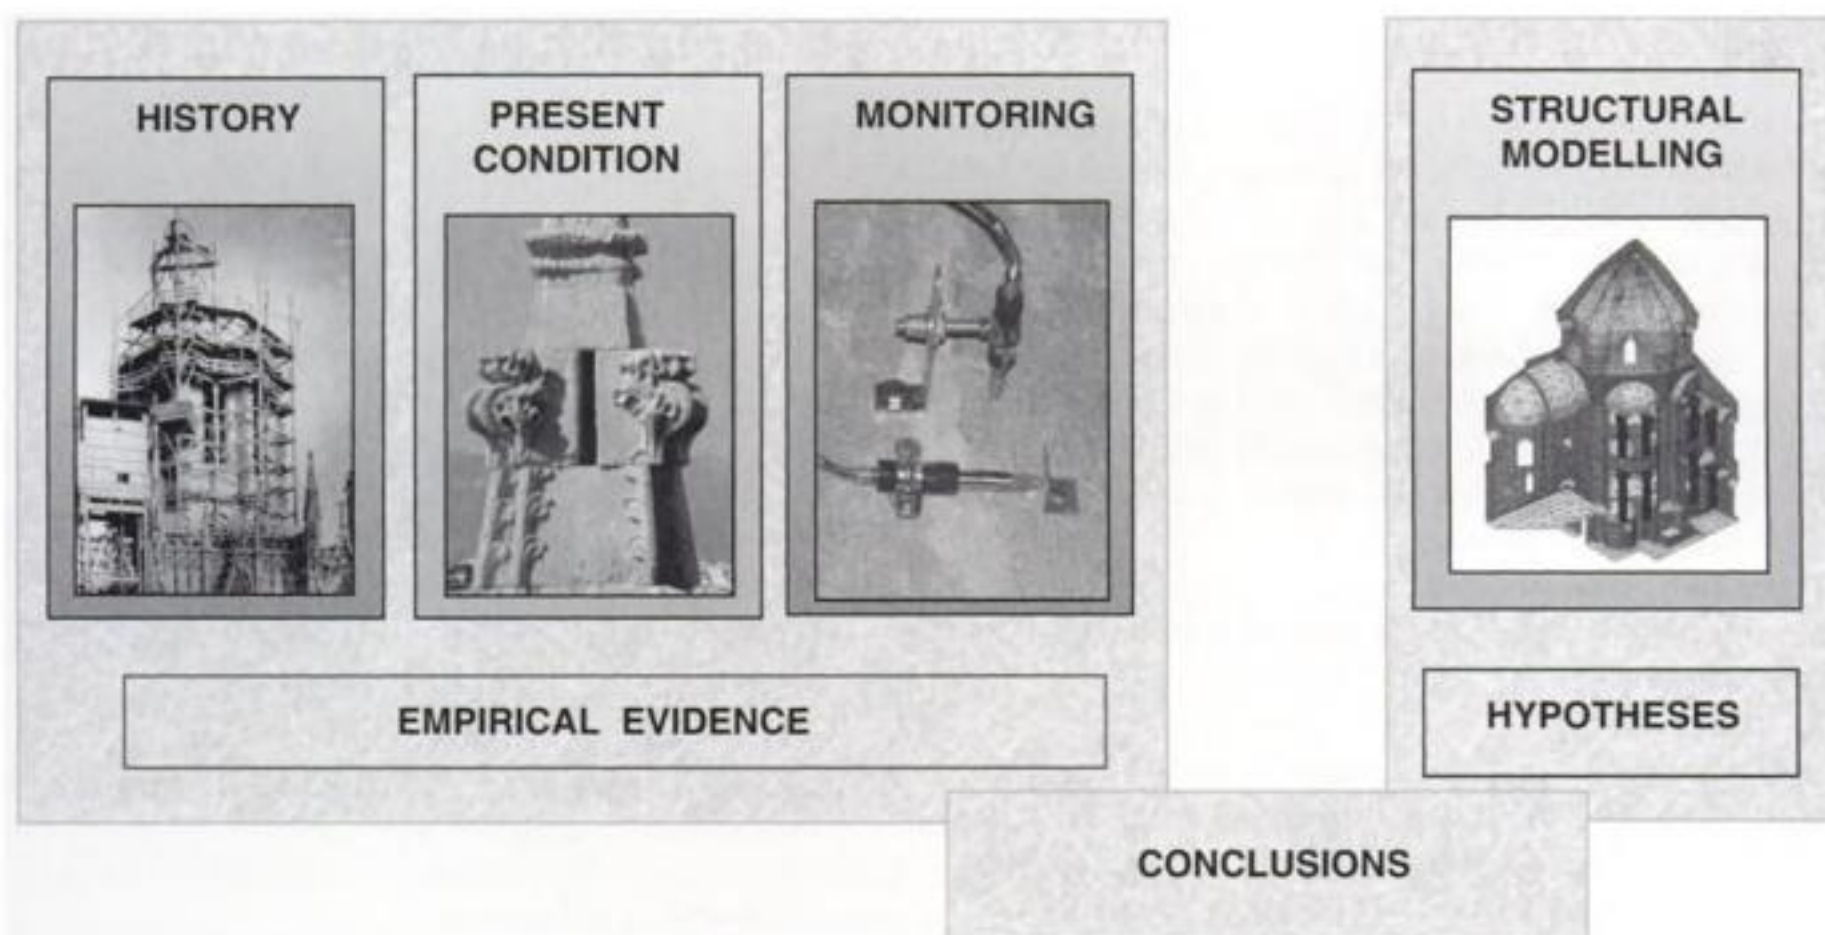 HISTORY
PRESENT
CONDITION
MONITORING
STRUCTURAL
MODELLING
EMPIRICAL EVIDENCE
HYPOTHESES
CONCLUSIONS